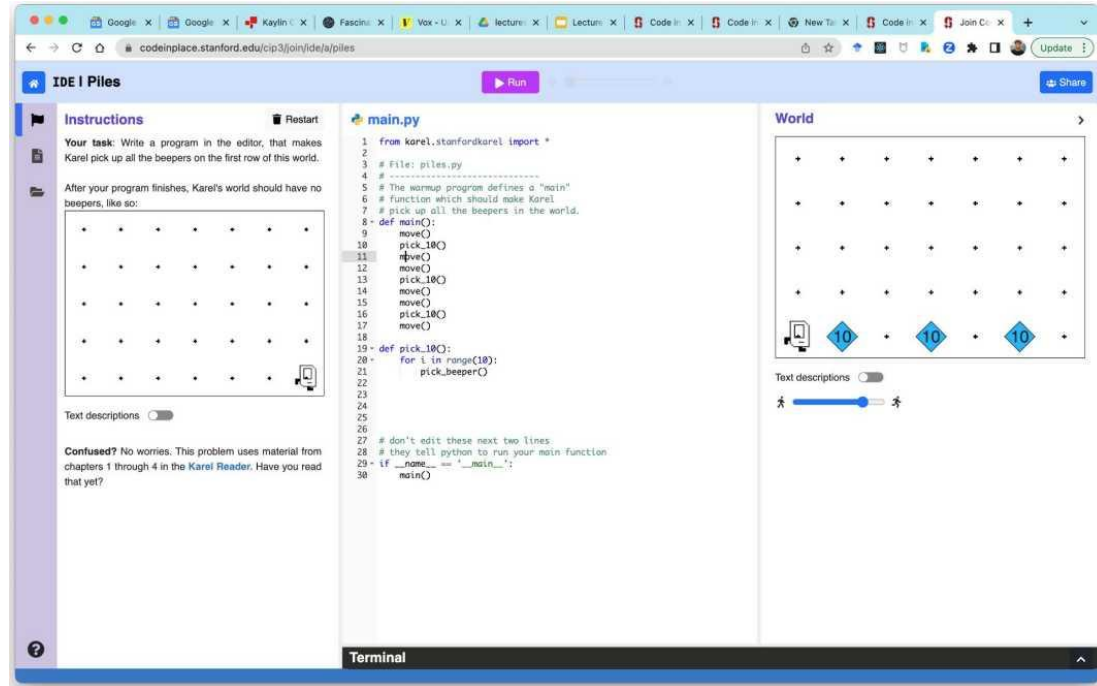 Google
Google
Kaylin C
Fascina
Vox - U
lecture
Lecture
Code in
Code in
New Ta
Code in
Join Co
codeinplace.stanford.edu/cip3/join/ide/a/piles
Update
IDE | Piles
Run
Share
Instructions
Restart
Your task: Write a program in the editor, that makes
Karel pick up all the beepers on the first row of this world.
After your program finishes, Karel's world should have no
beepers, like so:
Text descriptions
Confused? No worries. This problem uses material from
chapters 1 through 4 in the Karel Reader. Have you read
that yet?
main.py
1 from karel.stanfordkarel import *
2
3 # File: piles.py
4 # -----------------------------
5 # The warmup program defines a "main"
6 # function which should make Karel
7 # pick up all the beepers in the world.
8 def main():
9 move()
10 pick_10()
11 move()
12 move()
13 pick_10()
14 move()
15 move()
16 pick_10()
17 move()
18
19 def pick_10():
20 for i in range(10):
21 pick_beeper()
22
23
24
25
26
27 # don't edit these next two lines
28 # they tell python to run your main function
29 if __name__ == '__main__':
30 main()
World
10
10
10
Text descriptions
Terminal